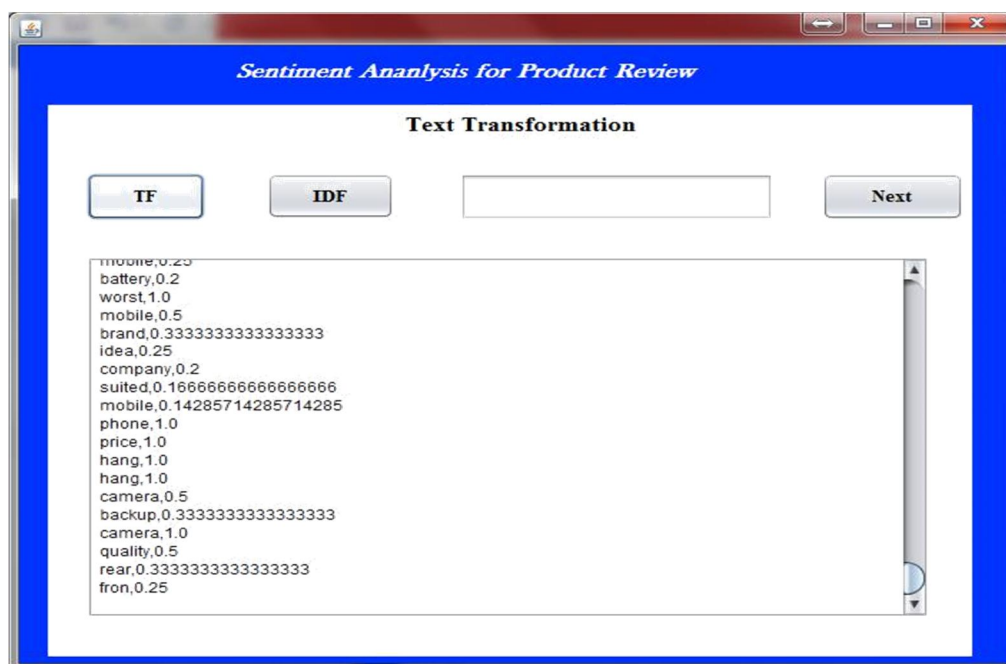 Sentiment Ananlysis for Product Review
Text Transformation
TF IDF Next
mobile,0.25
battery,0.2
worst,1.0
mobile,0.5
brand,0.3333333333333333
idea,0.25
company,0.2
suited,0.16666666666666666
mobile,0.14285714285714285
phone,1.0
price,1.0
hang,1.0
hang,1.0
camera,0.5
backup,0.3333333333333333
camera,1.0
quality,0.5
rear,0.3333333333333333
fron,0.25